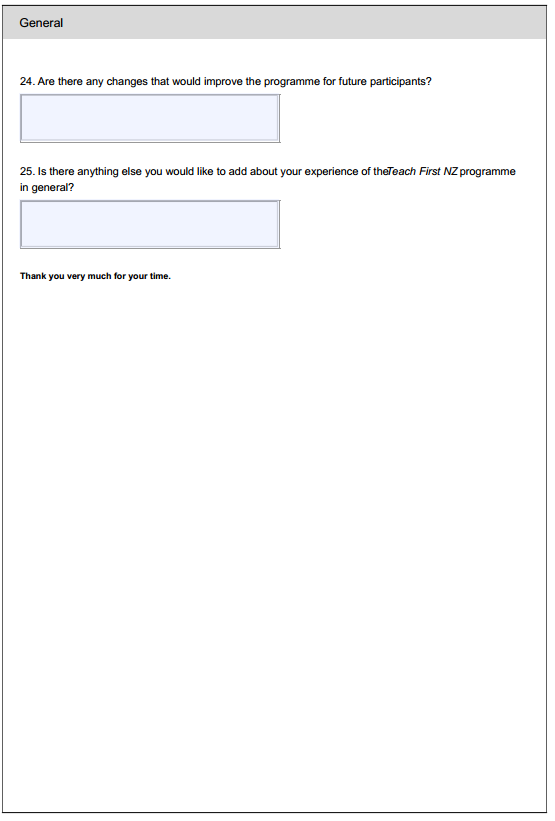 General
24. Are there any changes that would improve the programme for future participants?
25. Is there anything else you would like to add about your experience of theTeach First NZ programme
in general?
Thank you very much for your time.